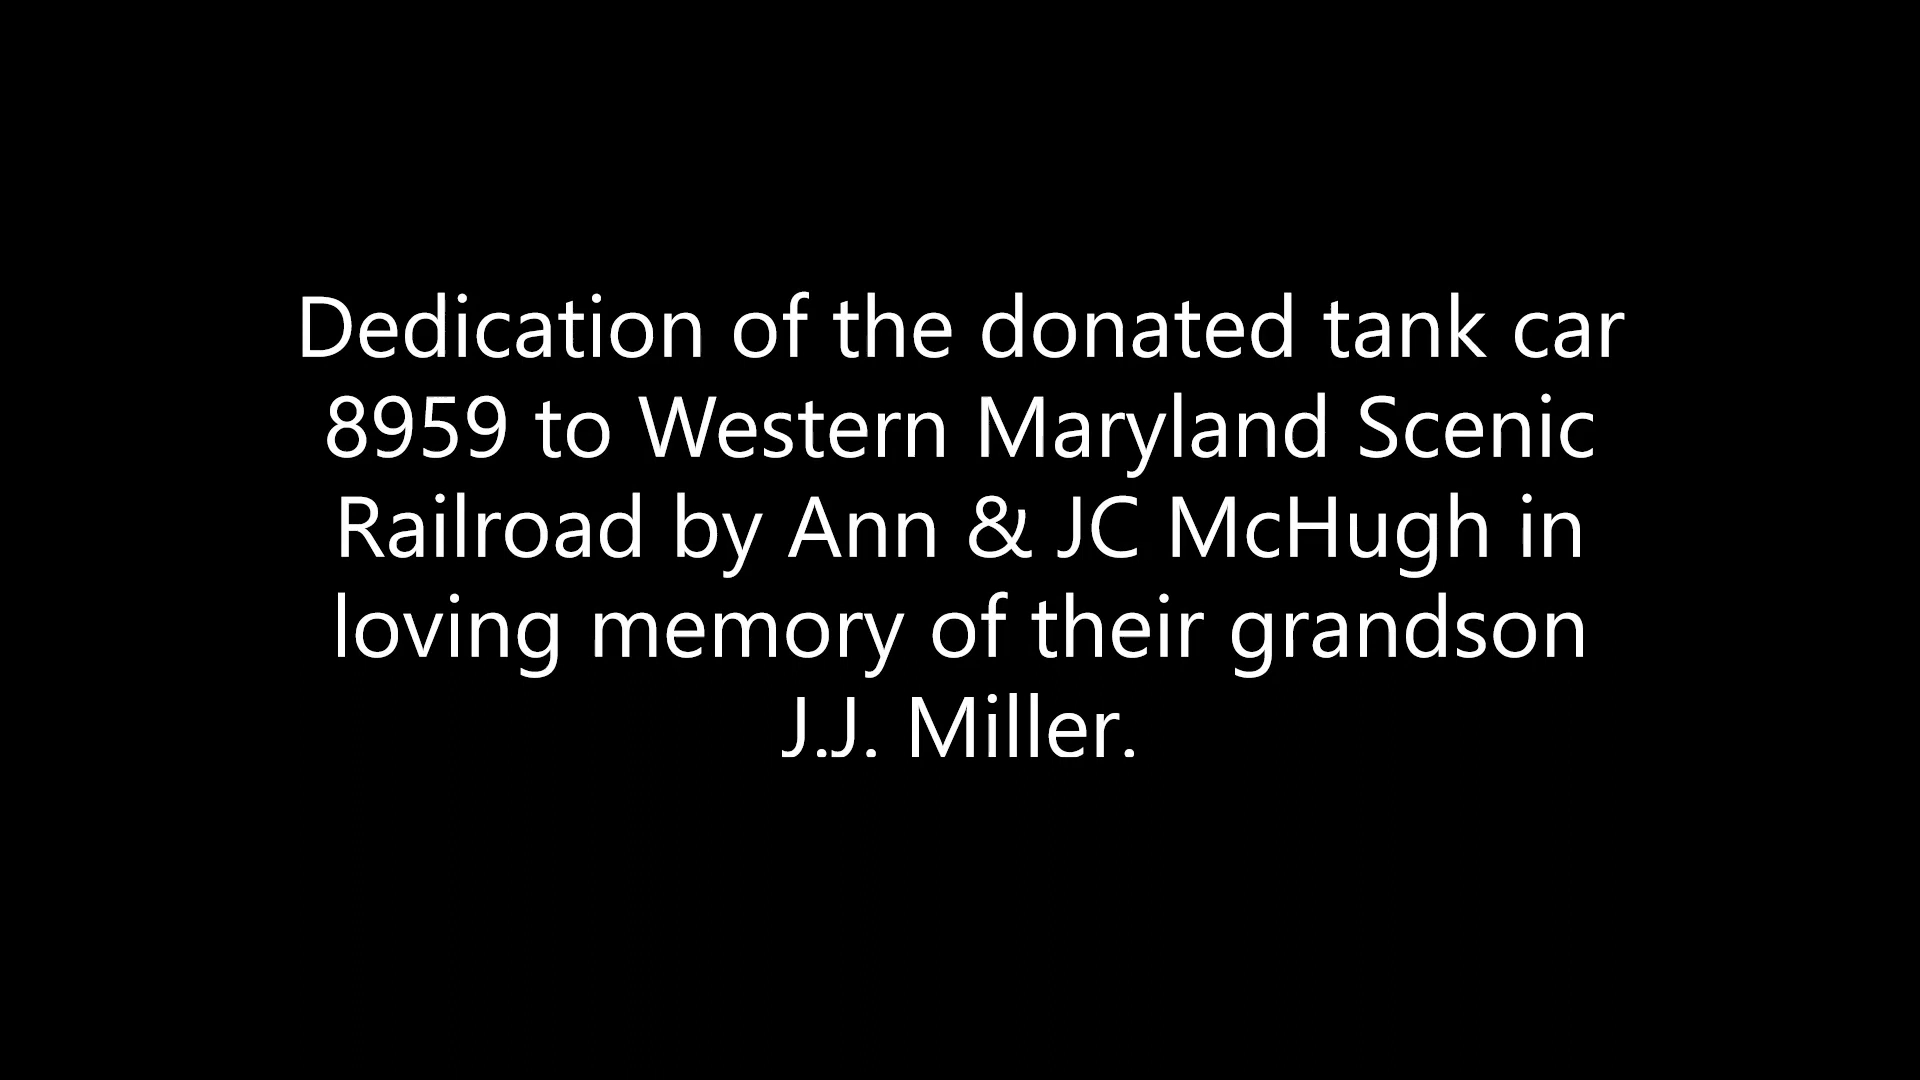 Dedication of the donated tank car
8959 to Western Maryland Scenic
Railroad by Ann & JC McHugh in
loving memory of their grandson
J.J. Miller.